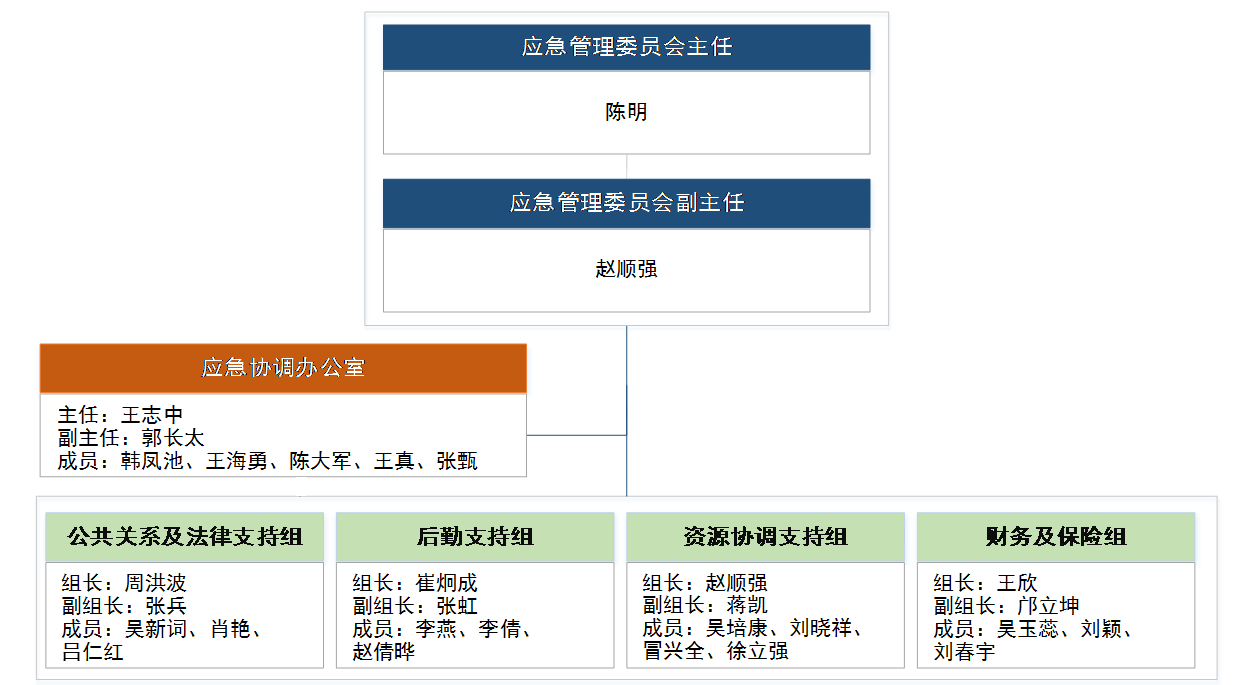 应急管理委员会主任
陈明
应急管理委员会副主任
赵顺强
应急协调办公室
主任：王志中
副主任：郭长太
成员：韩凤池、王海勇、陈大军、王真、张甄
公共关系及法律支持组
组长：周洪波
副组长：张兵
成员：吴新词、肖艳、
吕仁红
后勤支持组
组长：崔炯成
副组长：张虹
成员：李燕、李倩、
赵倩晔
资源协调支持组
组长：赵顺强
副组长：蒋凯
成员：吴培康、刘晓祥、
冒兴全、徐立强
财务及保险组
组长：王欣
副组长：邝立坤
成员：吴玉蕊、刘颖、
刘春宇